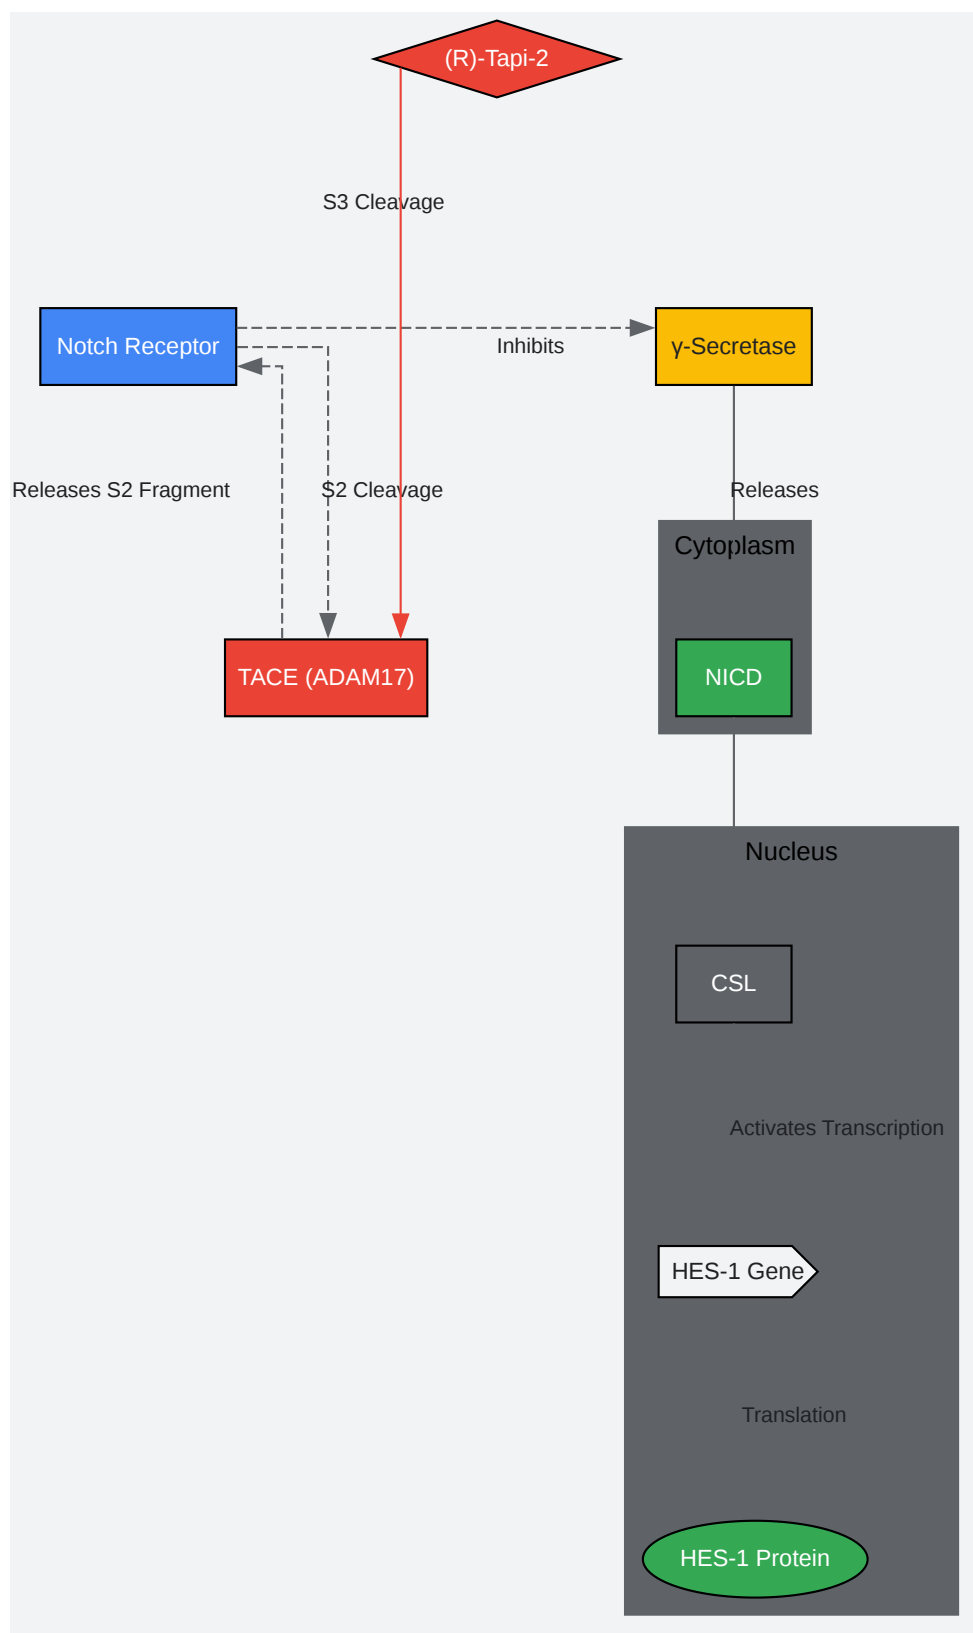 (R)-Tapi-2
S3 Cleavage
Notch Receptor
Inhibits
γ-Secretase
Releases S2 Fragment
S2 Cleavage
Releases
Cytoplasm
TACE (ADAM17)
NICD
Nucleus
CSL
Activates Transcription
HES-1 Gene
Translation
HES-1 Protein